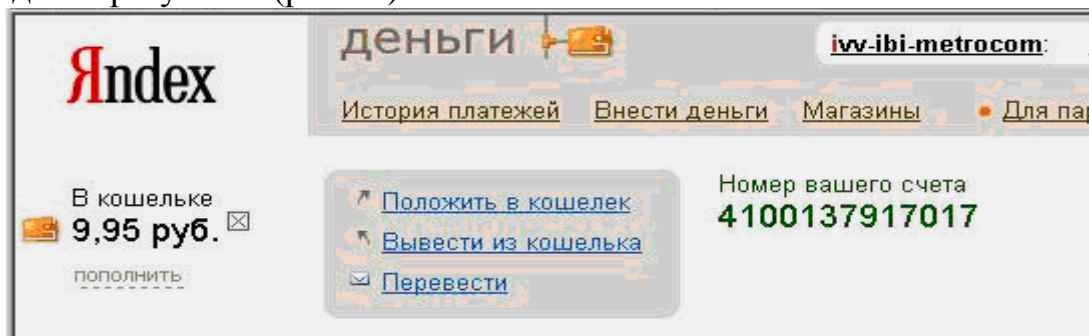 Яndex
деньги
ivv-ibi-metrocom:
История платежей Внести деньги Магазины • Для
В кошельке
9,95 руб.
пополнить
Положить в кошелек
Вывести из кошелька
Перевести
Номер вашего счета
4100137917017